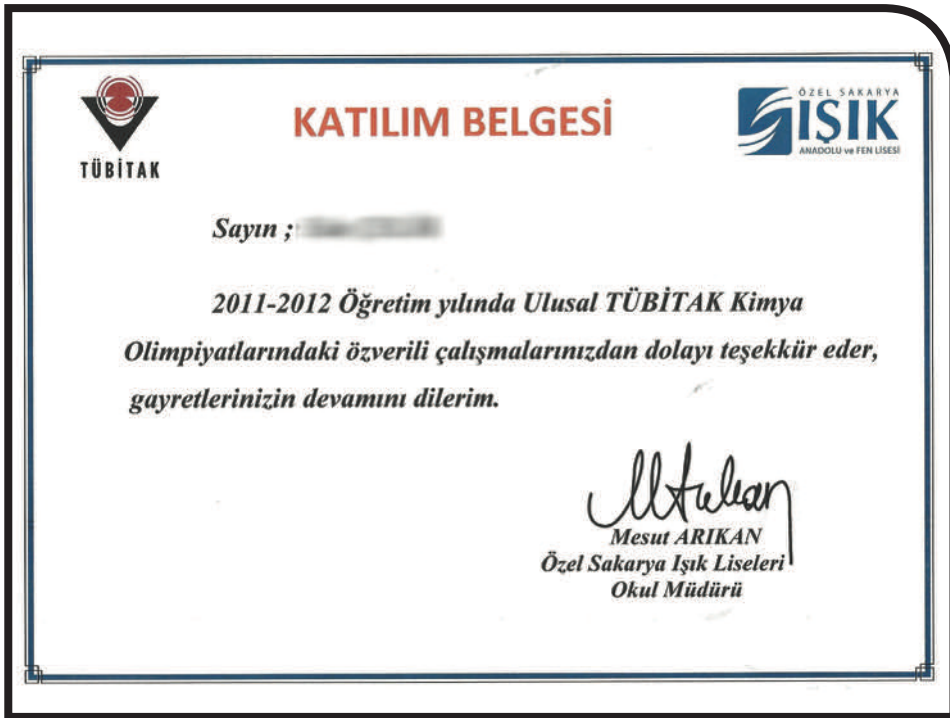 TÜBİTAK
KATILIM BELGESİ
ÖZEL SAKARYA
IŞIK
ANADOLU ve FEN LİSESİ
Sayın ;
2011-2012 Öğretim yılında Ulusal TÜBİTAK Kimya
Olimpiyatlarındaki özverili çalışmalarınızdan dolayı teşekkür eder,
gayretlerinizin devamını dilerim.
Mesut ARIKAN
Özel Sakarya Işık Liseleri
Okul Müdürü